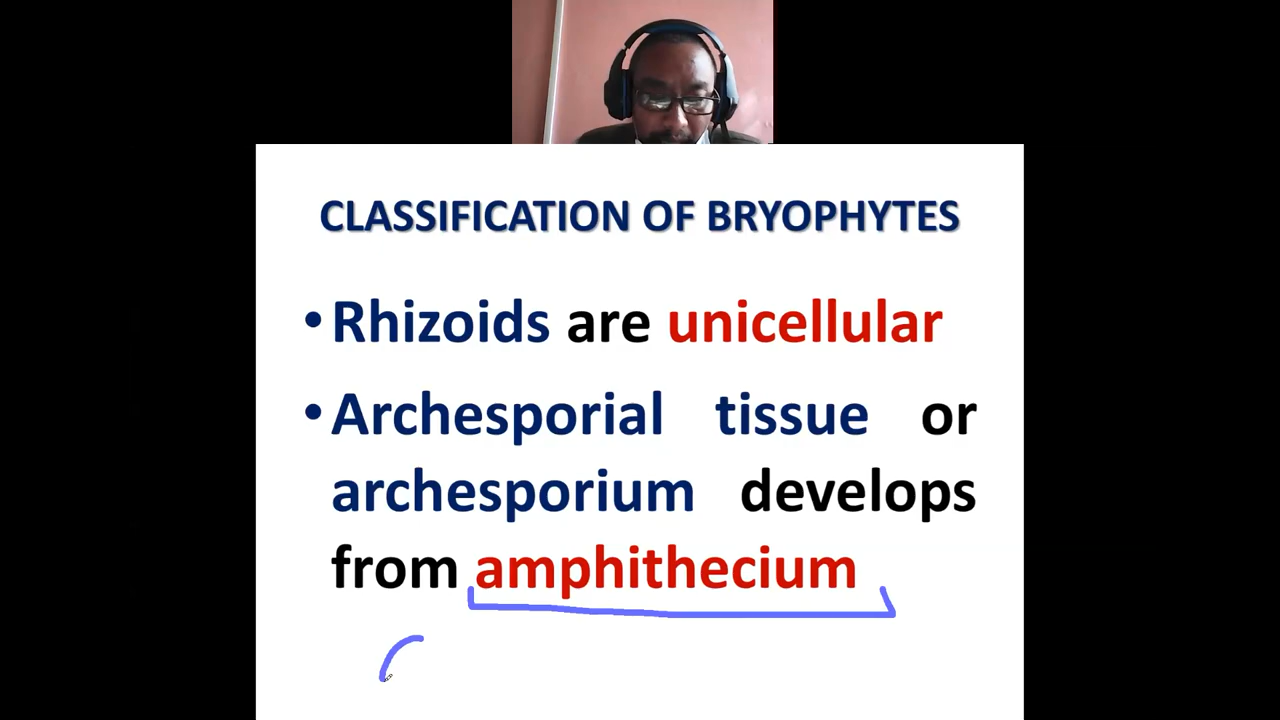 CLASSIFICATION OF BRYOPHYTES
•Rhizoids are unicellular
•Archesporial tissue or
archesporium develops
from amphithecium